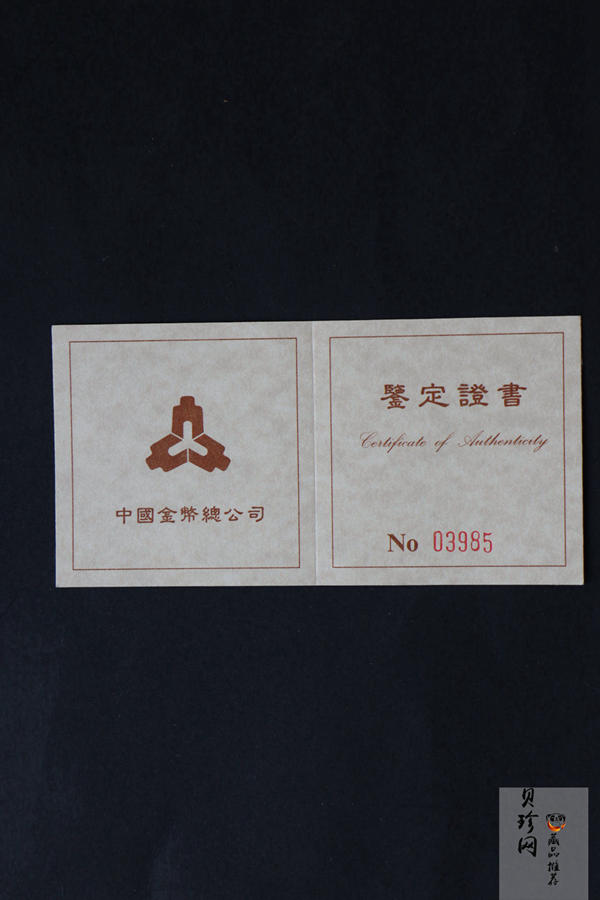 中國金幣總公司
鑒定證書
Certificate of Authenticity
No 03985
贝珍网
藏品推荐